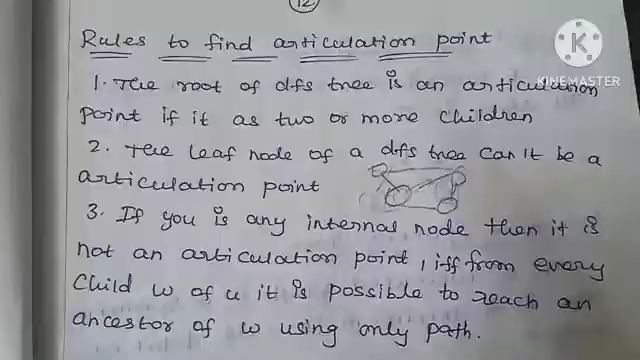 12
Rules to find articulation point
K
KINEMASTER
1. The root of dfs tree is an articulation
point if it as two or more children
2. The leaf node of a dfs tree can't be a
articulation point
3. If you is any internal node then it is
not an articulation point, iff from every
child w of u it is possible to reach an
ancestor of w using only path.